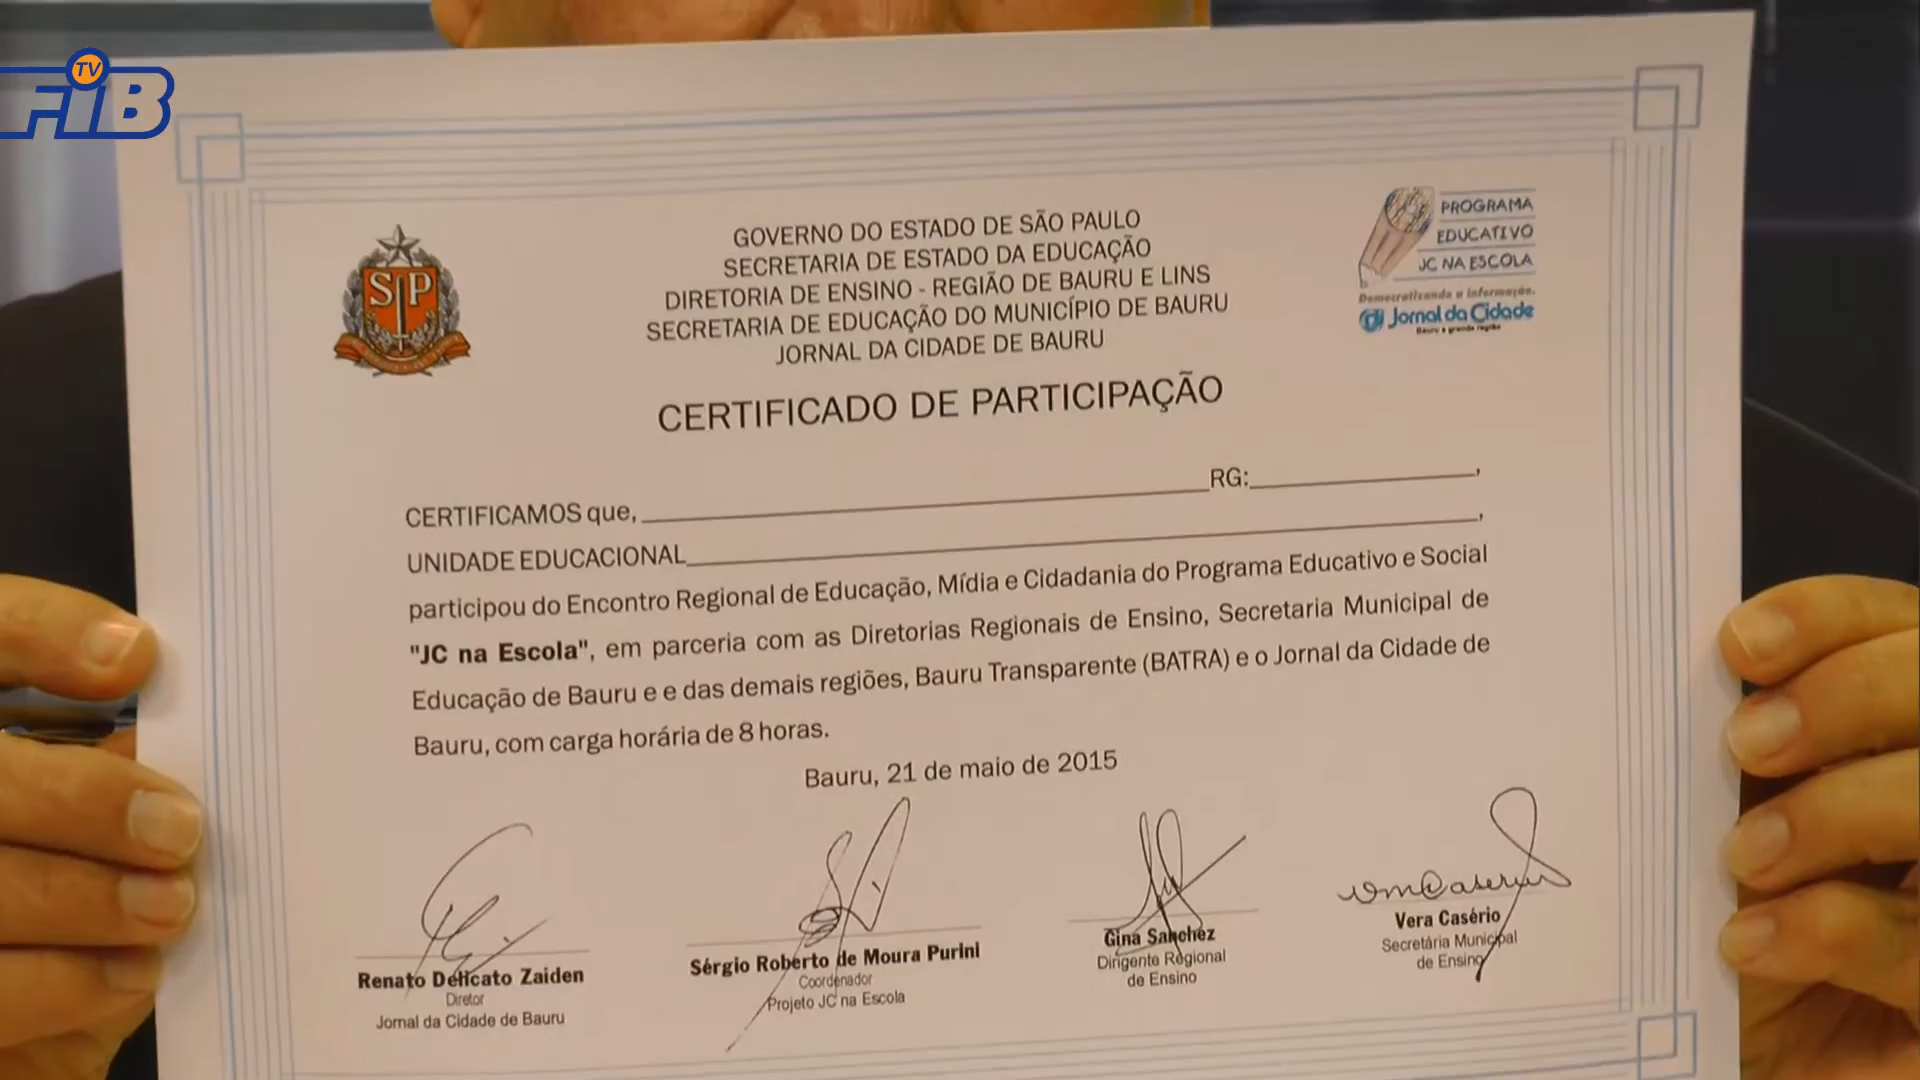 TV
FiB
GOVERNO DO ESTADO DE SÃO PAULO
SECRETARIA DE ESTADO DA EDUCAÇÃO
DIRETORIA DE ENSINO - REGIÃO DE BAURU E LINS
SECRETARIA DE EDUCAÇÃO DO MUNICÍPIO DE BAURU
JORNAL DA CIDADE DE BAURU
SP
PROGRAMA
EDUCATIVO
JC NA ESCOLA
Democratizando a informação.
Jornal da Cidade
Bauru e grande região
CERTIFICADO DE PARTICIPAÇÃO
CERTIFICAMOS que, RG: ,
UNIDADE EDUCACIONAL ,
participou do Encontro Regional de Educação, Mídia e Cidadania do Programa Educativo e Social
"JC na Escola", em parceria com as Diretorias Regionais de Ensino, Secretaria Municipal de
Educação de Bauru e e das demais regiões, Bauru Transparente (BATRA) e o Jornal da Cidade de
Bauru, com carga horária de 8 horas.
Bauru, 21 de maio de 2015
Renato Delicato Zaiden
Diretor
Jornal da Cidade de Bauru
Sérgio Roberto de Moura Purini
Coordenador
Projeto JC na Escola
Gina Sanchez
Dirigente Regional
de Ensino
Vera Casério
Secretária Municipal
de Ensino